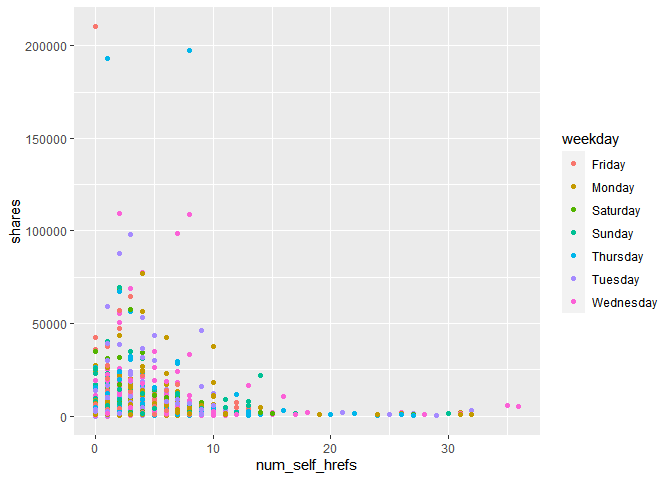 200000
150000
100000
50000
0
shares
0
10
20
30
num_self_hrefs
weekday
Friday
Monday
Saturday
Sunday
Thursday
Tuesday
Wednesday